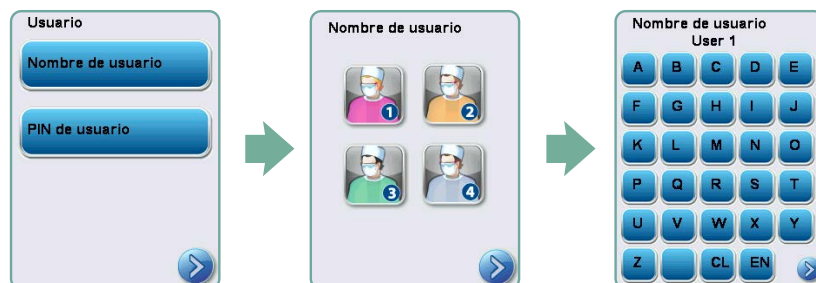 Usuario
Nombre de usuario
PIN de usuario
Nombre de usuario
1
2
3
4
Nombre de usuario
User 1
A B C D E
F G H I J
K L M N O
P Q R S T
U V W X Y
Z CL EN